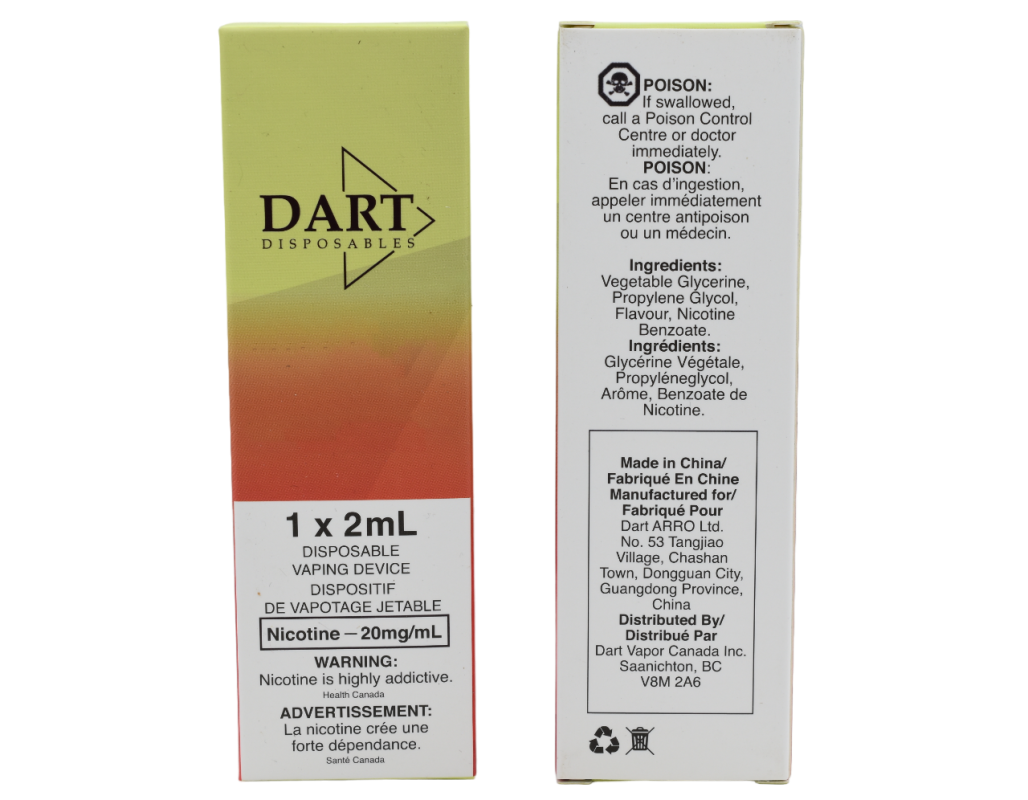 DART
DISPOSABLES
1 x 2mL
DISPOSABLE
VAPING DEVICE
DISPOSITIF
DE VAPOTAGE JETABLE
Nicotine – 20mg/mL
WARNING:
Nicotine is highly addictive.
Health Canada
ADVERTISSEMENT:
La nicotine crée une
forte dépendance.
Santé Canada
POISON:
If swallowed,
call a Poison Control
Centre or doctor
immediately.
POISON:
En cas d'ingestion,
appeler immédiatement
un centre antipoison
ou un médecin.
Ingredients:
Vegetable Glycerine,
Propylene Glycol,
Flavour, Nicotine
Benzoate.
Ingrédients:
Glycérine Végétale,
Propyléneglycol,
Arôme, Benzoate de
Nicotine.
Made in China/
Fabriqué En Chine
Manufactured for/
Fabriqué Pour
Dart ARRO Ltd.
No. 53 Tangjiao
Village, Chashan
Town, Dongguan City,
Guangdong Province,
China
Distributed By/
Distribué Par
Dart Vapor Canada Inc.
Saanichton, BC
V8M 2A6